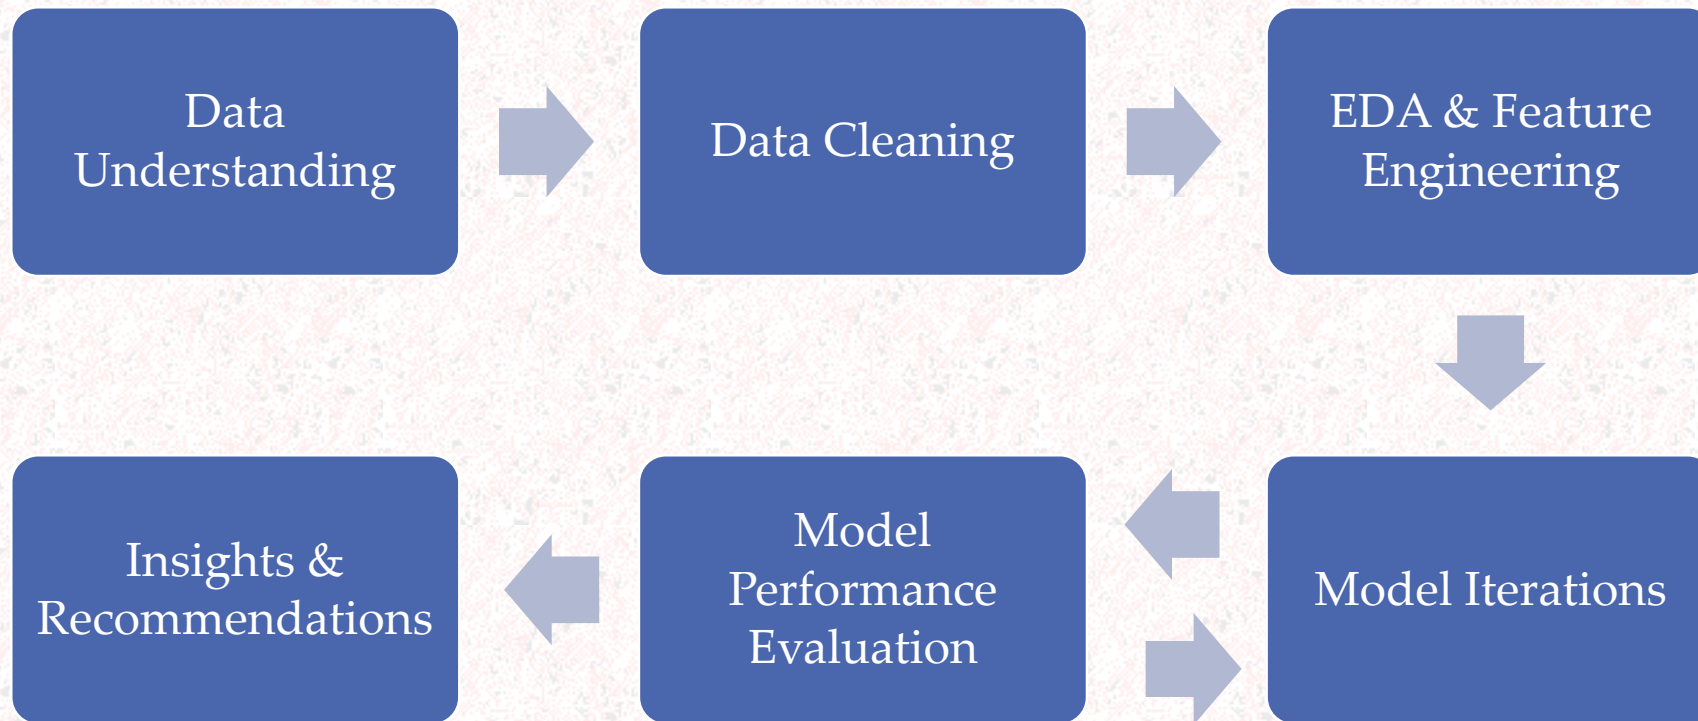 Data
Understanding
Data Cleaning
EDA & Feature
Engineering
Insights &
Recommendations
Model
Performance
Evaluation
Model Iterations